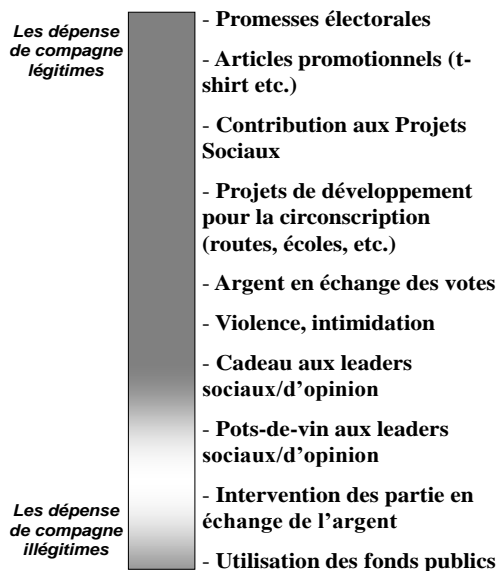 Les dépense
de compagne
légitimes
- Promesses électorales
- Articles promotionnels (t-
shirt etc.)
- Contribution aux Projets
Sociaux
- Projets de développement
pour la circonscription
(routes, écoles, etc.)
- Argent en échange des votes
- Violence, intimidation
- Cadeau aux leaders
sociaux/d’opinion
- Pots-de-vin aux leaders
sociaux/d’opinion
- Intervention des partie en
échange de l’argent
- Utilisation des fonds publics
Les dépense
de compagne
illégitimes